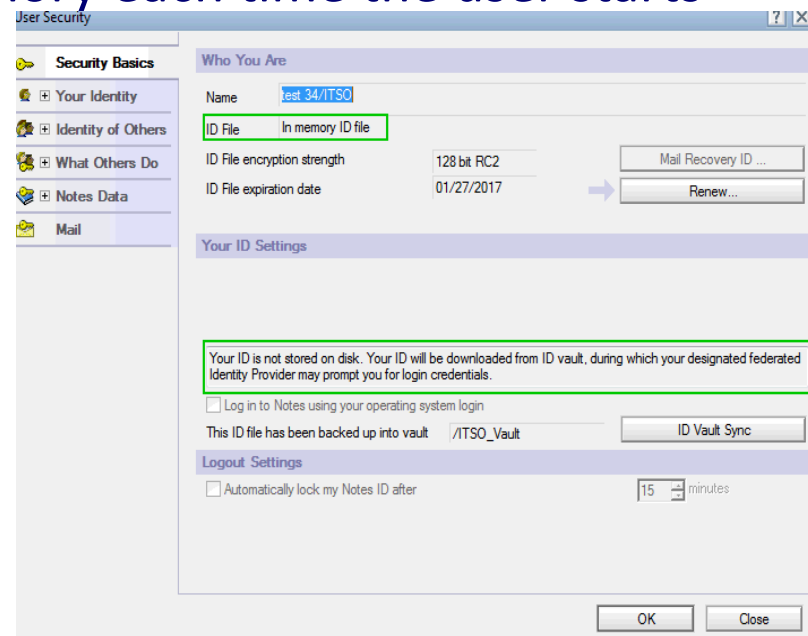 each time the user starts
User Security
Security Basics
Your Identity
Identity of Others
What Others Do
Notes Data
Mail
Who You Are
Name test 34/ITSO
ID File In memory ID file
ID File encryption strength 128 bit RC2 Mail Recovery ID ...
ID File expiration date 01/27/2017 Renew...
Your ID Settings
Your ID is not stored on disk. Your ID will be downloaded from ID vault, during which your designated federated
Identity Provider may prompt you for login credentials.
Log in to Notes using your operating system login
This ID file has been backed up into vault /ITSO_Vault ID Vault Sync
Logout Settings
Automatically lock my Notes ID after 15 minutes
OK Close